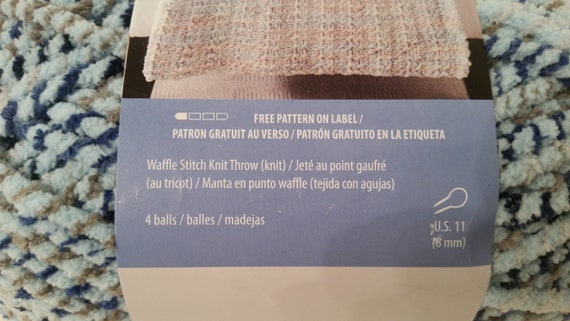 FREE PATTERN ON LABEL /
PATRON GRATUIT AU VERSO / PATRÓN GRATUITO EN LA ETIQUETA
Waffle Stitch Knit Throw (knit) / Jeté au point gaufré
(au tricot) / Manta en punto waffle (tejida con agujas)
4 balls / balles / madejas
U.S. 11
(8 mm)